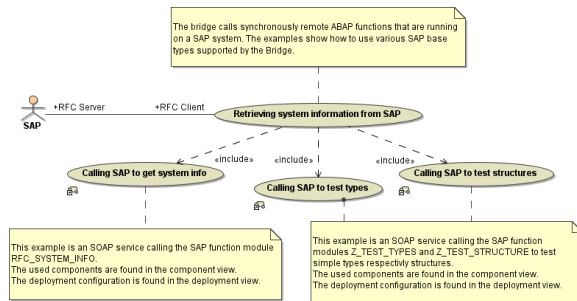 The bridge calls synchronously remote ABAP functions that are running
on a SAP system. The examples show how to use various SAP base
types supported by the Bridge.
+RFC Server
+RFC Client
SAP
Retrieving system information from SAP
«include»
«include»
«include»
Calling SAP to get system info
Calling SAP to test types
Calling SAP to test structures
This example is an SOAP service calling the SAP function module
RFC_SYSTEM_INFO.
The used components are found in the component view.
The deployment configuration is found in the deployment view.
This example is an SOAP service calling the SAP function
modules Z_TEST_TYPES and Z_TEST_STRUCTURE to test
simple types respectivly structures.
The used components are found in the component view.
The deployment configuration is found in the deployment view.